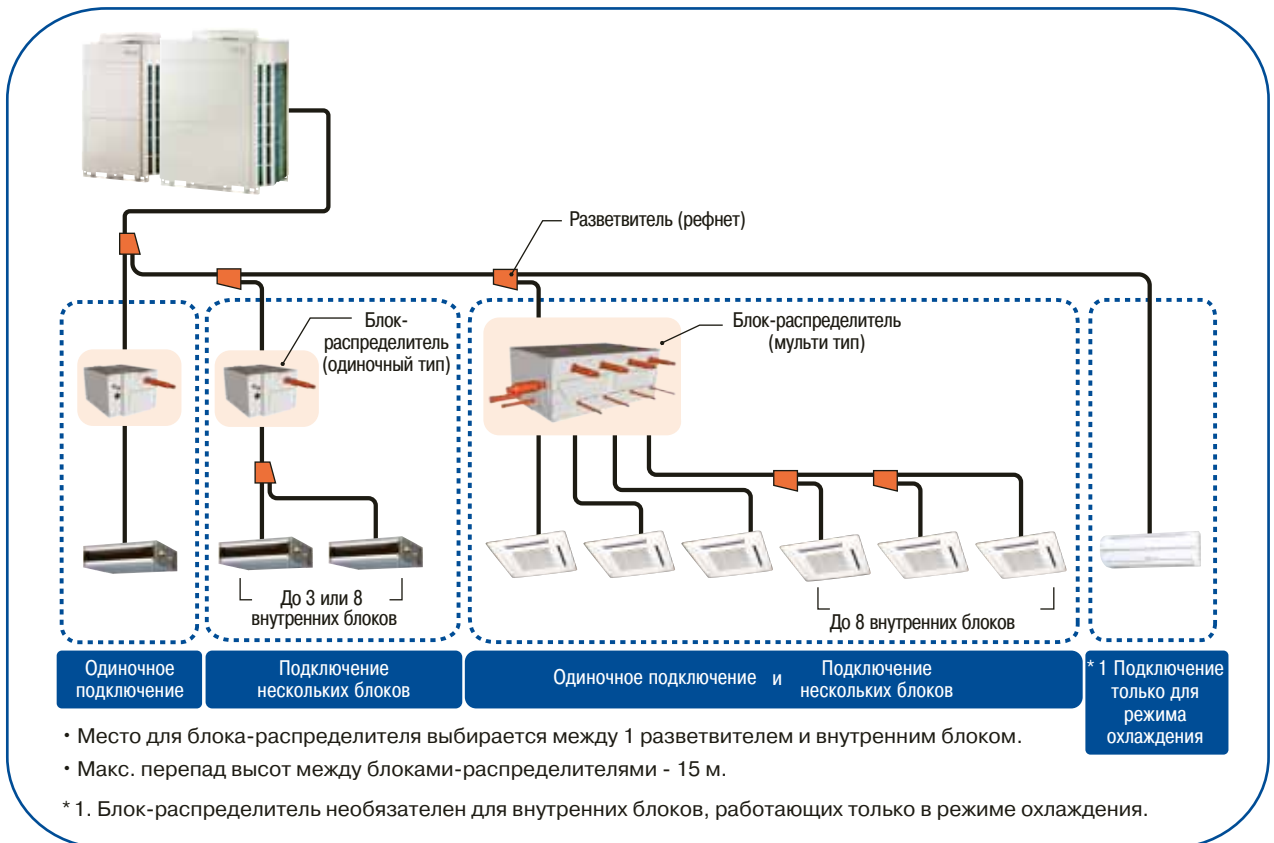 Разветвитель (рефнет)
Блок-
распределитель
(одиночный тип)
Блок-распределитель
(мульти тип)
До 3 или 8
внутренних блоков
До 8 внутренних блоков
Одиночное
подключение
Подключение
нескольких блоков
Одиночное подключение и
Подключение
нескольких блоков
* 1 Подключение
только для
режима
охлаждения
• Место для блока-распределителя выбирается между 1 разветвителем и внутренним блоком.
• Макс. перепад высот между блоками-распределителями - 15 м.
* 1. Блок-распределитель необязателен для внутренних блоков, работающих только в режиме охлаждения.